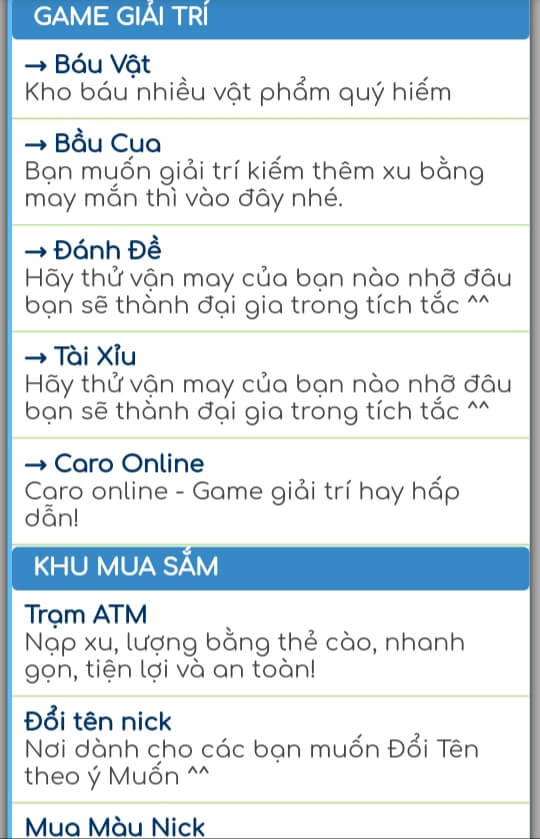 GAME GIẢI TRÍ
→ Báu Vật
Kho báu nhiều vật phẩm quý hiếm
→ Bầu Cua
Bạn muốn giải trí kiếm thêm xu bằng
may mắn thì vào đây nhé.
→ Đánh Đề
Hãy thử vận may của bạn nào nhỡ đâu
bạn sẽ thành đại gia trong tích tắc ^^
→ Tài Xỉu
Hãy thử vận may của bạn nào nhỡ đâu
bạn sẽ thành đại gia trong tích tắc ^^
→ Caro Online
Caro online - Game giải trí hay hấp
dẫn!
KHU MUA SẮM
Trạm ATM
Nạp xu, lượng bằng thẻ cào, nhanh
gọn, tiện lợi và an toàn!
Đổi tên nick
Nơi dành cho các bạn muốn Đổi Tên
theo ý Muốn ^^
Mua Màu Nick